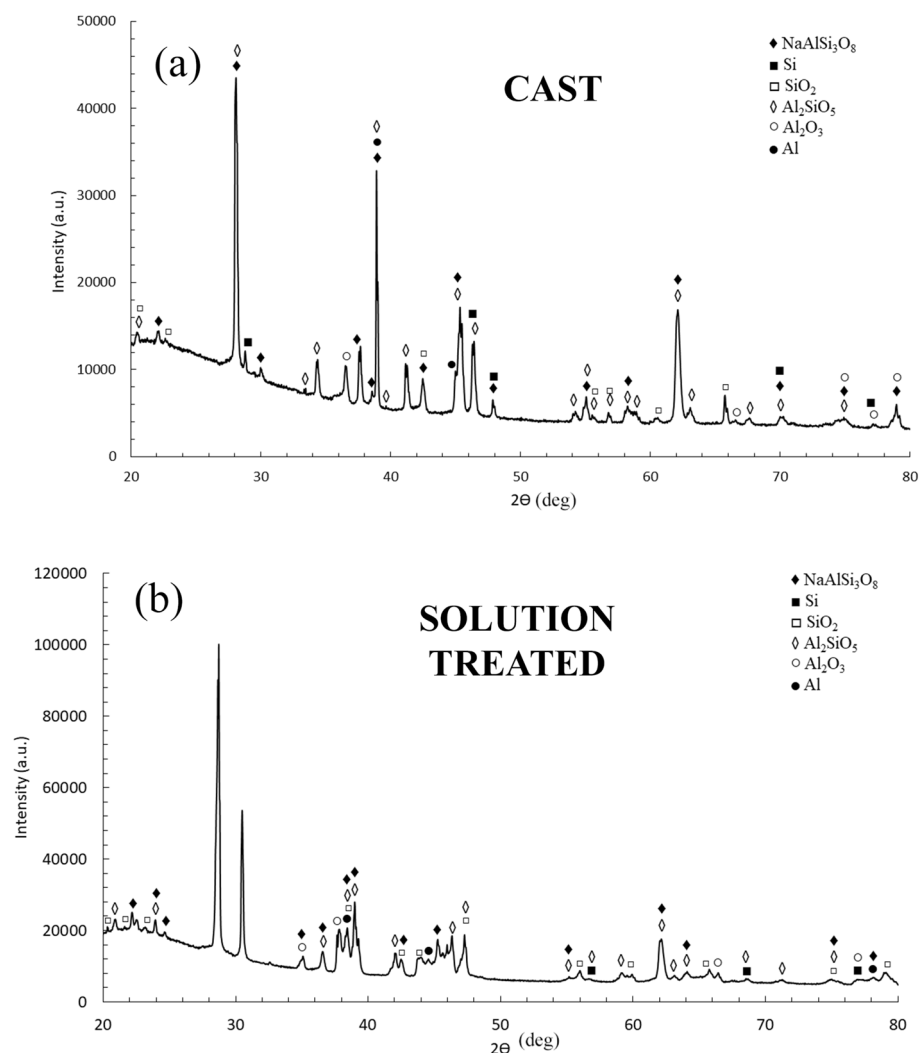 50000
40000
30000
20000
10000
0
Intensity (a.u.)
(a)
CAST
NaAlSi₃O₈
Si
SiO₂
Al₂SiO₅
Al₂O₃
Al
20 30 40 50 60 70 80
2Θ (deg)
120000
100000
80000
60000
40000
20000
0
Intensity (a.u.)
(b)
SOLUTION
TREATED
NaAlSi₃O₈
Si
SiO₂
Al₂SiO₅
Al₂O₃
Al
20 30 40 50 60 70 80
2Θ (deg)